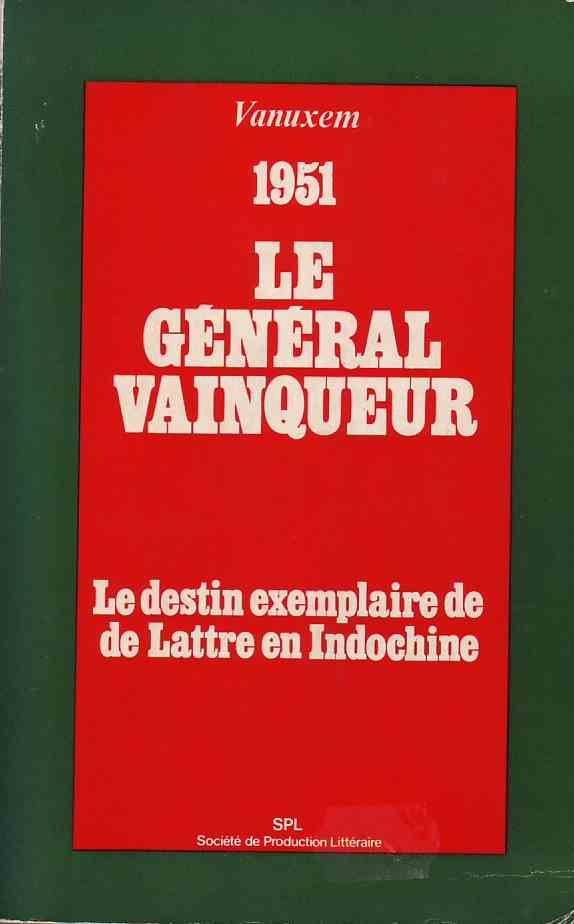 Vanuxem
1951
LE
GÉNÉRAL
VAINQUEUR
Le destin exemplaire de
de Lattre en Indochine
SPL
Société de Production Littéraire